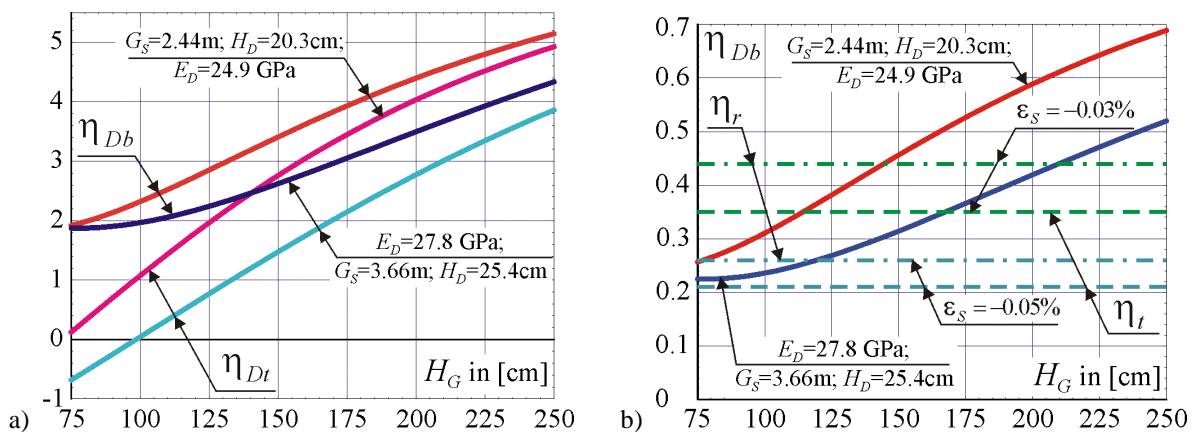 5
4
3
2
1
0
-1
G_S=2.44m; H_D=20.3cm;
E_D=24.9 GPa
η_Db
E_D=27.8 GPa;
G_S=3.66m; H_D=25.4cm
η_Dt
H_G in [cm]
75 100 125 150 175 200 225 250
a)
0.7
0.6
0.5
0.4
0.3
0.2
0.1
0
η_Db
G_S=2.44m; H_D=20.3cm;
E_D=24.9 GPa
η_r
ε_S=−0.03%
ε_S=−0.05%
η_t
E_D=27.8 GPa;
G_S=3.66m; H_D=25.4cm
H_G in [cm]
75 100 125 150 175 200 225 250
b)